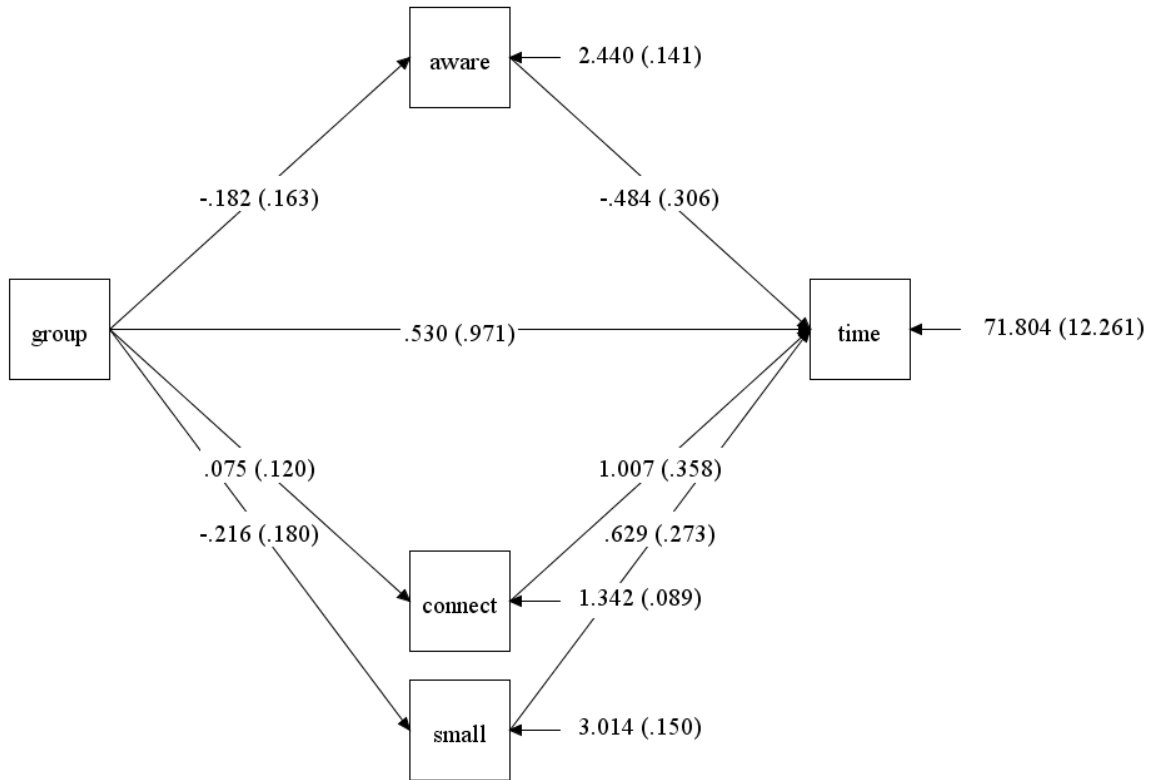 aware
2.440 (.141)
-.182 (.163)
-.484 (.306)
group
.530 (.971)
time
71.804 (12.261)
.075 (.120)
1.007 (.358)
-.216 (.180)
.629 (.273)
connect
1.342 (.089)
small
3.014 (.150)